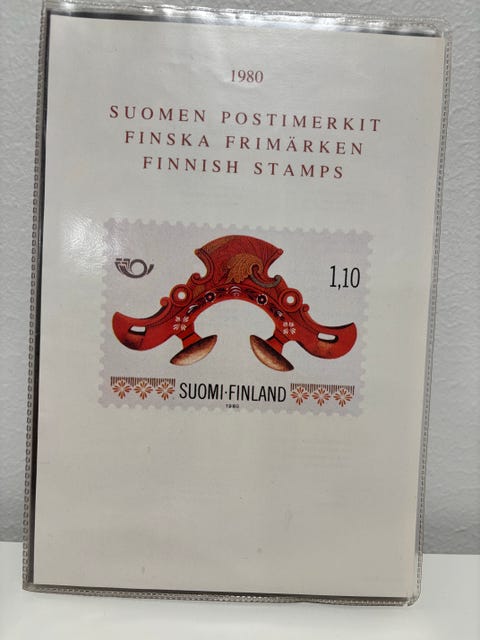 1980
SUOMEN POSTIMERKIT
FINSKA FRIMÄRKEN
FINNISH STAMPS
1,10
SUOMI·FINLAND
1980